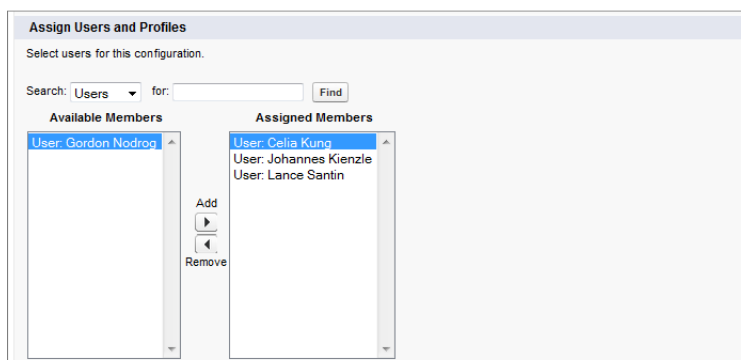 Assign Users and Profiles
Select users for this configuration.
Search: Users for: Find
Available Members Assigned Members
User: Gordon Nodrog User: Celia Kung
User: Johannes Kienzle
User: Lance Santin
Add
Remove